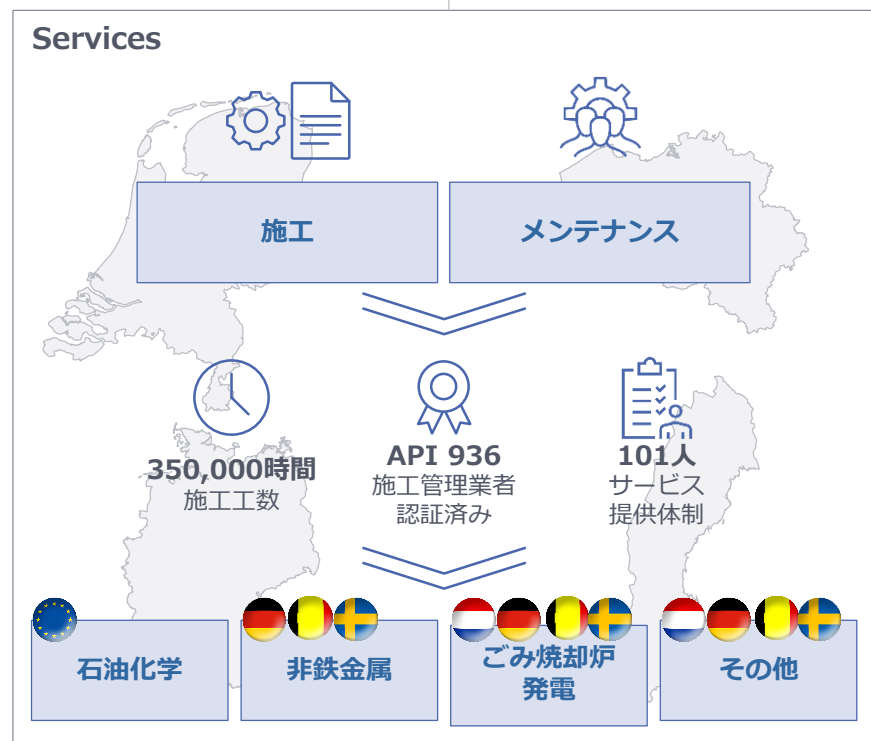 Services
施工
メンテナンス
350,000時間
施工工数
API 936
施工管理業者
認証済み
101人
サービス
提供体制
石油化学
非鉄金属
ごみ焼却炉
発電
その他